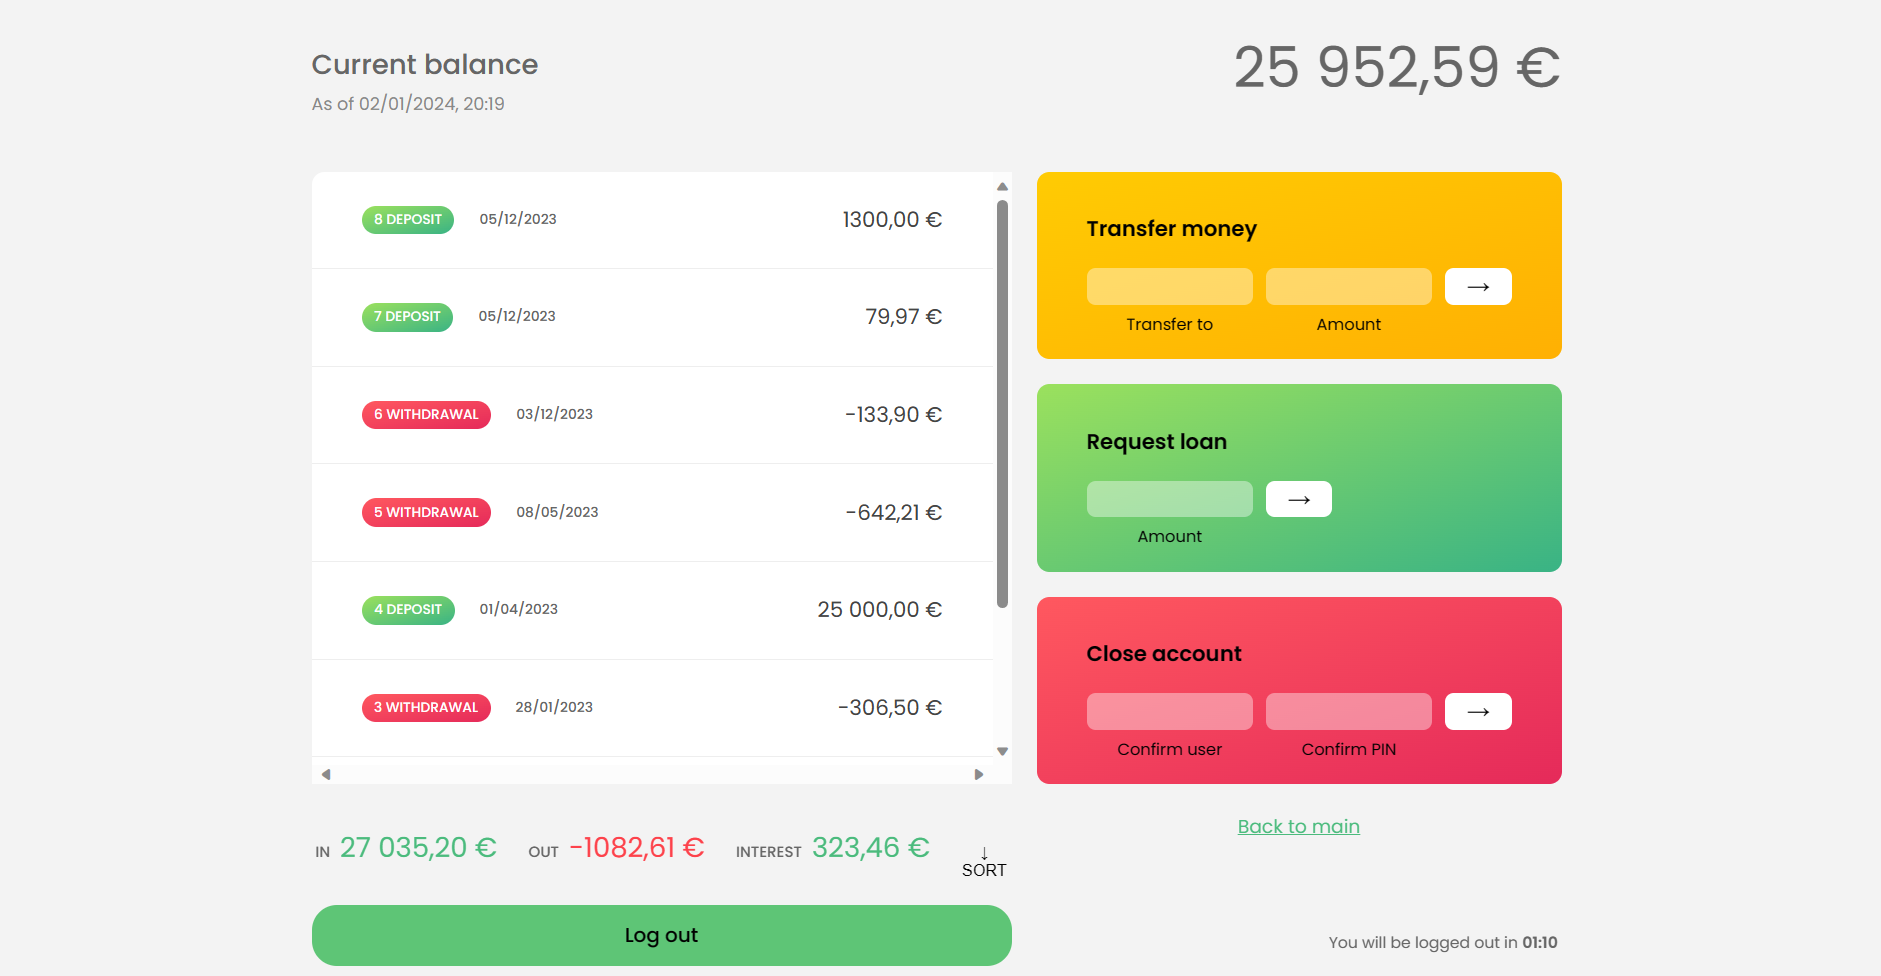 Current balance
25 952,59 €
As of 02/01/2024, 20:19
8 DEPOSIT 05/12/2023 1300,00 €
7 DEPOSIT 05/12/2023 79,97 €
6 WITHDRAWAL 03/12/2023 -133,90 €
5 WITHDRAWAL 08/05/2023 -642,21 €
4 DEPOSIT 01/04/2023 25 000,00 €
3 WITHDRAWAL 28/01/2023 -306,50 €
Transfer money
→
Transfer to Amount
Request loan
→
Amount
Close account
→
Confirm user Confirm PIN
Back to main
IN 27 035,20 € OUT -1082,61 € INTEREST 323,46 € ↓
SORT
Log out
You will be logged out in 01:10